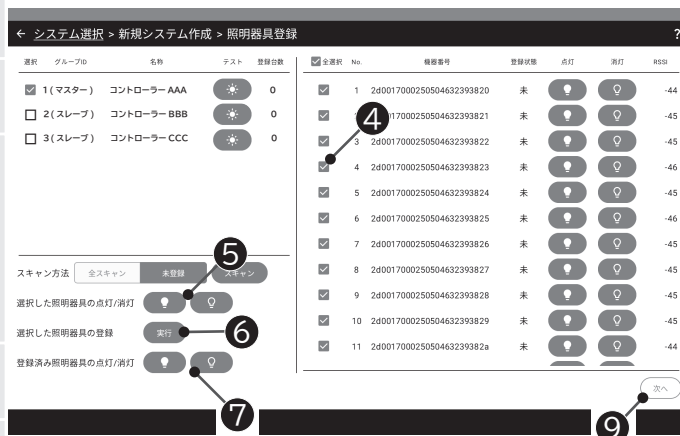 ← システム選択 > 新規システム作成 > 照明器具登録 ?
選択 グループID 名称 テスト 登録台数
1 ( マスター ) コントローラー AAA 0
2 ( スレーブ ) コントローラー BBB 0
3 ( スレーブ ) コントローラー CCC 0
全選択 No. 機器番号 登録状態 点灯 消灯 RSSI
1 2d0017000250504632393820 未 -44
2d0017000250504632393821 未 -45
4
3 2d0017000250504632393822 未 -45
4 2d0017000250504632393823 未 -46
5 2d0017000250504632393824 未 -45
6 2d0017000250504632393825 未 -46
7 2d0017000250504632393826 未 -45
8 2d0017000250504632393827 未 -45
9 2d0017000250504632393828 未 -45
10 2d0017000250504632393829 未 -45
11 2d001700025050463239382a 未 -44
5
スキャン方法 全スキャン 未登録 スキャン
選択した照明器具の点灯/消灯
選択した照明器具の登録 実行 6
登録済み照明器具の点灯/消灯
7
次へ
9